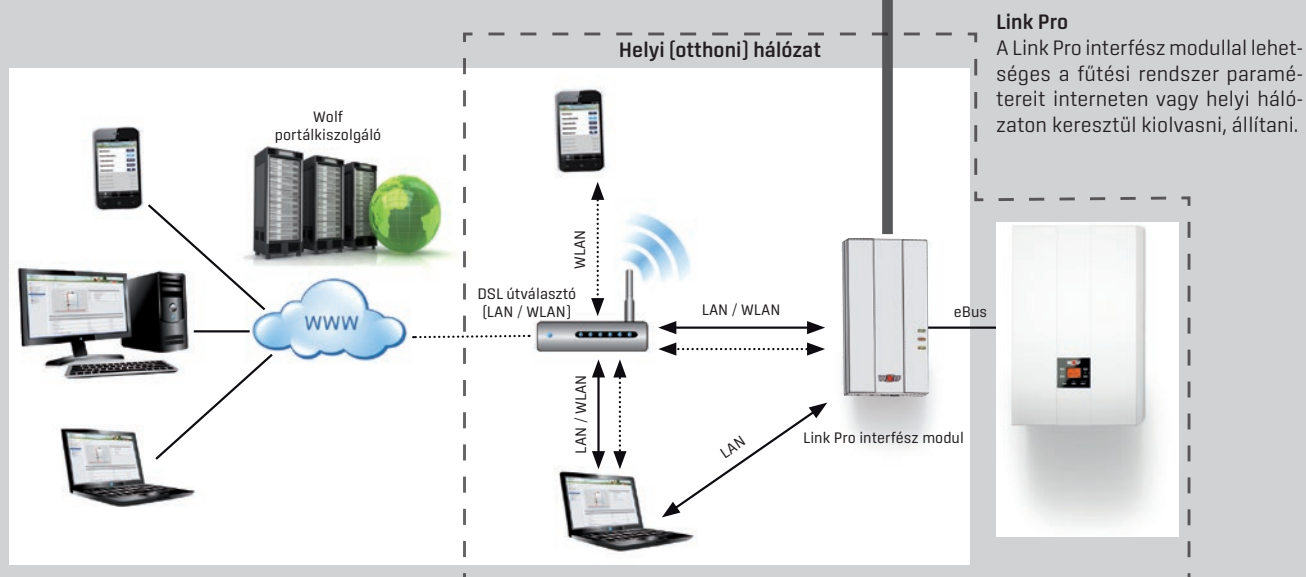 Helyi (otthoni) hálózat
Link Pro
A Link Pro interfész modullal lehet-
séges a fűtési rendszer paramé-
tereit interneten vagy helyi háló-
zaton keresztül kiolvasni, állítani.
Wolf
portálkiszolgáló
WLAN
DSL útválasztó
(LAN / WLAN)
WWW
LAN / WLAN
eBus
WOLF
LAN / WLAN
LAN
Link Pro interfész modul